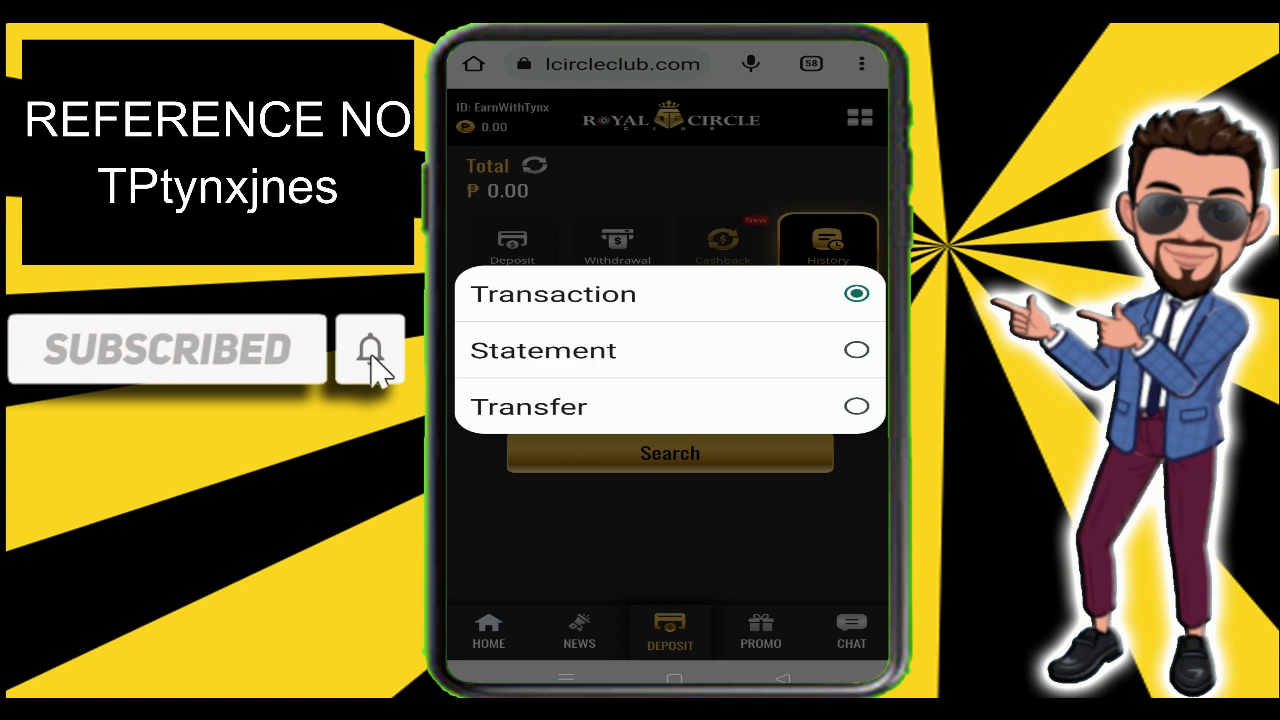 REFERENCE NO
TPtynxjnes
SUBSCRIBED
lcircleclub.com
58
ID: EarnWithTynx
0.00
ROYAL CIRCLE
CLUB
Total
₱ 0.00
New
Deposit
Withdrawal
Cashback
History
Transaction
Statement
Transfer
Search
HOME
NEWS
DEPOSIT
PROMO
CHAT